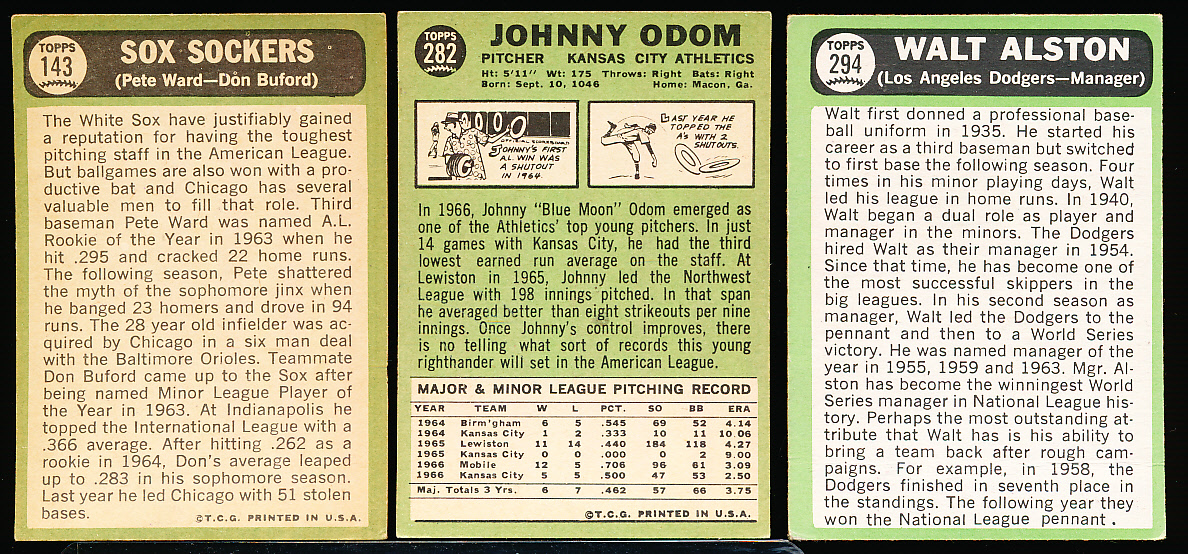 TOPPS
143
SOX SOCKERS
(Pete Ward—Don Buford)
The White Sox have justifiably gained
a reputation for having the toughest
pitching staff in the American League.
But ballgames are also won with a pro-
ductive bat and Chicago has several
valuable men to fill that role. Third
baseman Pete Ward was named A.L.
Rookie of the Year in 1963 when he
hit .295 and cracked 22 home runs.
The following season, Pete shattered
the myth of the sophomore jinx when
he banged 23 homers and drove in 94
runs. The 28 year old infielder was ac-
quired by Chicago in a six man deal
with the Baltimore Orioles. Teammate
Don Buford came up to the Sox after
being named Minor League Player of
the Year in 1963. At Indianapolis he
topped the International League with a
.366 average. After hitting .262 as a
rookie in 1964, Don's average leaped
up to .283 in his sophomore season.
Last year he led Chicago with 51 stolen
bases.
©T.C.G. PRINTED IN U.S.A.
TOPPS
282
JOHNNY ODOM
PITCHER KANSAS CITY ATHLETICS
Ht: 5'11" Wt: 175 Throws: Right Bats: Right
Born: Sept. 10, 1046 Home: Macon, Ga.
0000
OFFICIAL SCOREBOARD
JOHNNY'S FIRST
A.L. WIN WAS
A SHUTOUT
IN 1964.
LAST YEAR HE
TOPPED THE
A'S WITH 2
SHUTOUTS.
In 1966, Johnny "Blue Moon" Odom emerged as
one of the Athletics' top young pitchers. In just
14 games with Kansas City, he had the third
lowest earned run average on the staff. At
Lewiston in 1965, Johnny led the Northwest
League with 198 innings pitched. In that span
he averaged better than eight strikeouts per nine
innings. Once Johnny's control improves, there
is no telling what sort of records this young
righthander will set in the American League.
MAJOR & MINOR LEAGUE PITCHING RECORD
YEAR TEAM W L PCT. SO BB ERA
1964 Birm'gham 6 5 .545 69 52 4.14
1964 Kansas City 1 2 .333 10 11 10.06
1965 Lewiston 11 14 .440 184 118 4.27
1965 Kansas City 0 0 .000 0 2 9.00
1966 Mobile 12 5 .706 96 61 3.09
1966 Kansas City 5 5 .500 47 53 2.50
Maj. Totals 3 Yrs. 6 7 .462 57 66 3.75
©T.C.G. PRINTED IN U.S.A.
TOPPS
294
WALT ALSTON
(Los Angeles Dodgers—Manager)
Walt first donned a professional base-
ball uniform in 1935. He started his
career as a third baseman but switched
to first base the following season. Four
times in his minor playing days, Walt
led his league in home runs. In 1940,
Walt began a dual role as player and
manager in the minors. The Dodgers
hired Walt as their manager in 1954.
Since that time, he has become one of
the most successful skippers in the
big leagues. In his second season as
manager, Walt led the Dodgers to the
pennant and then to a World Series
victory. He was named manager of the
year in 1955, 1959 and 1963. Mgr. Al-
ston has become the winningest World
Series manager in National League his-
tory. Perhaps the most outstanding at-
tribute that Walt has is his ability to
bring a team back after rough cam-
paigns. For example, in 1958, the
Dodgers finished in seventh place in
the standings. The following year they
won the National League pennant.